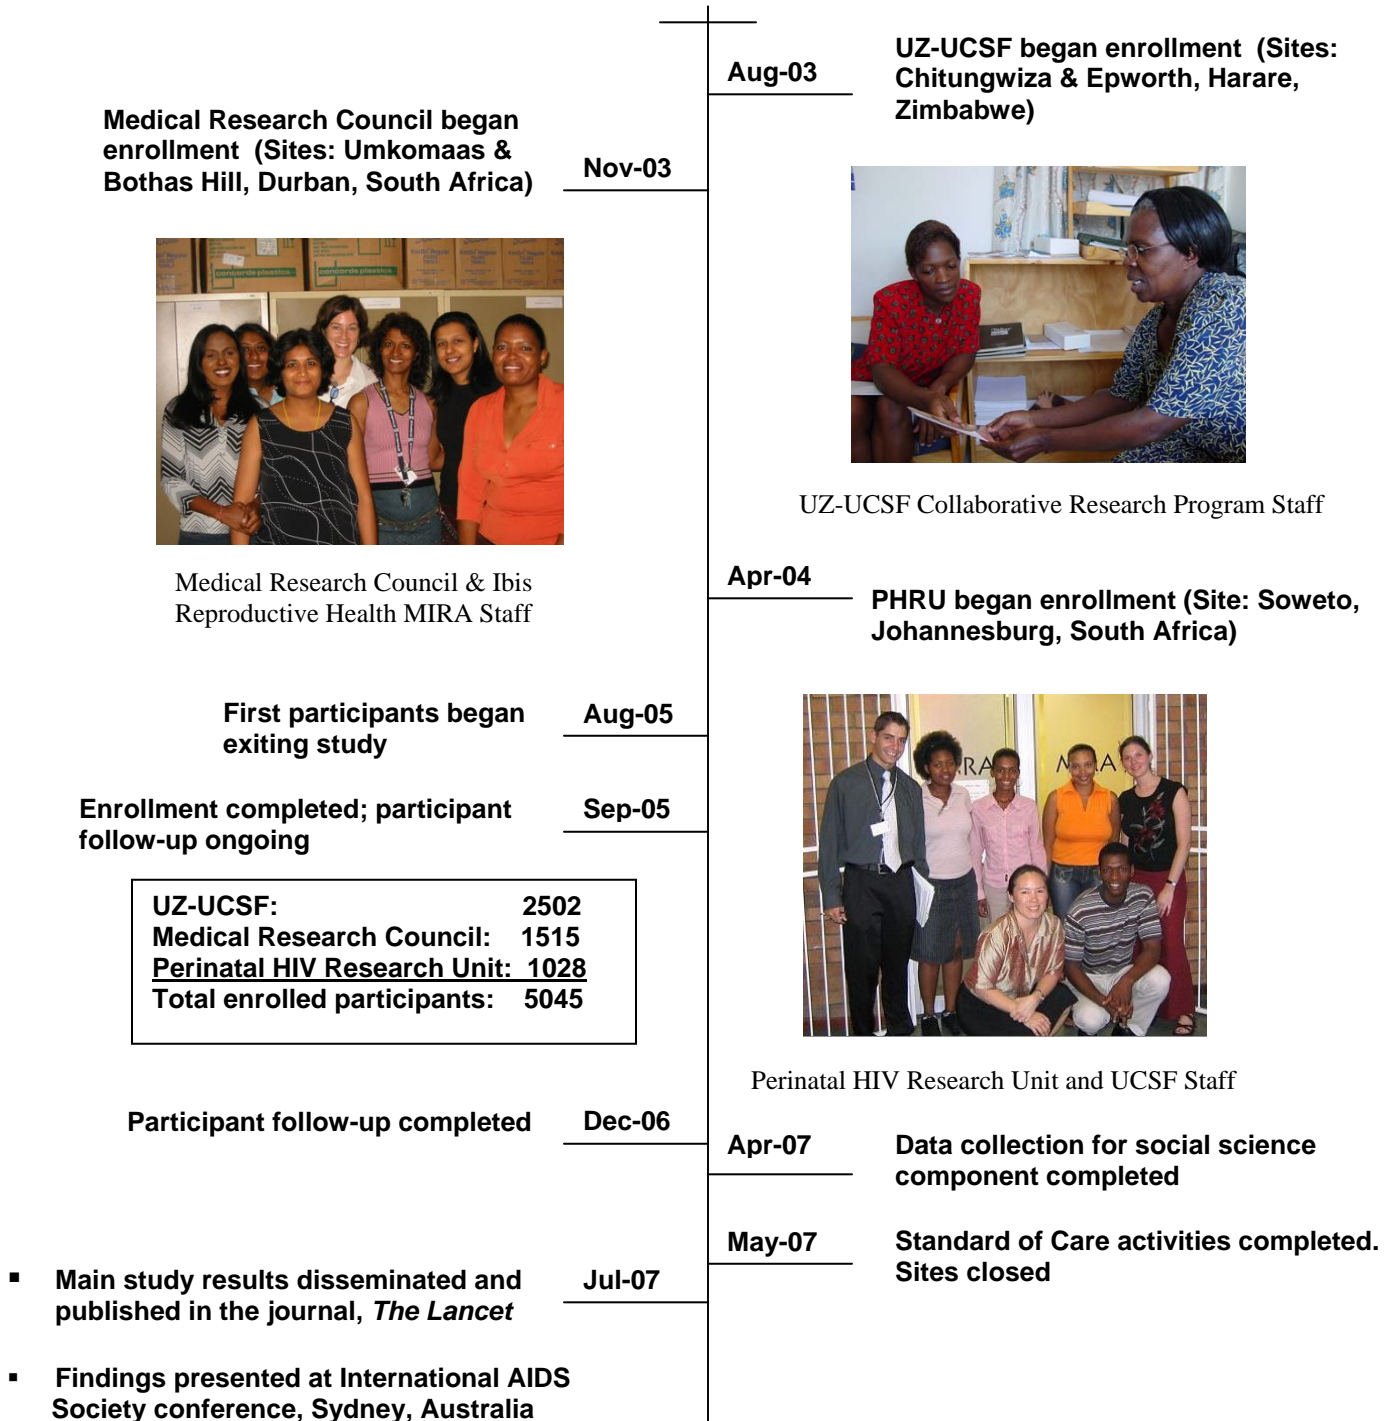 Aug-03
UZ-UCSF began enrollment (Sites:
Chitungwiza & Epworth, Harare,
Zimbabwe)
Medical Research Council began
enrollment (Sites: Umkomaas &
Bothas Hill, Durban, South Africa)
Nov-03
concorde plastics
concorde plastics
UZ-UCSF Collaborative Research Program Staff
Medical Research Council & Ibis
Reproductive Health MIRA Staff
Apr-04
PHRU began enrollment (Site: Soweto,
Johannesburg, South Africa)
First participants began
exiting study
Aug-05
Enrollment completed; participant
follow-up ongoing
Sep-05
UZ-UCSF: 2502
Medical Research Council: 1515
Perinatal HIV Research Unit: 1028
Total enrolled participants: 5045
Perinatal HIV Research Unit and UCSF Staff
Participant follow-up completed
Dec-06
Apr-07
Data collection for social science
component completed
May-07
Standard of Care activities completed.
Sites closed
▪ Main study results disseminated and
published in the journal, The Lancet
Jul-07
▪ Findings presented at International AIDS
Society conference, Sydney, Australia